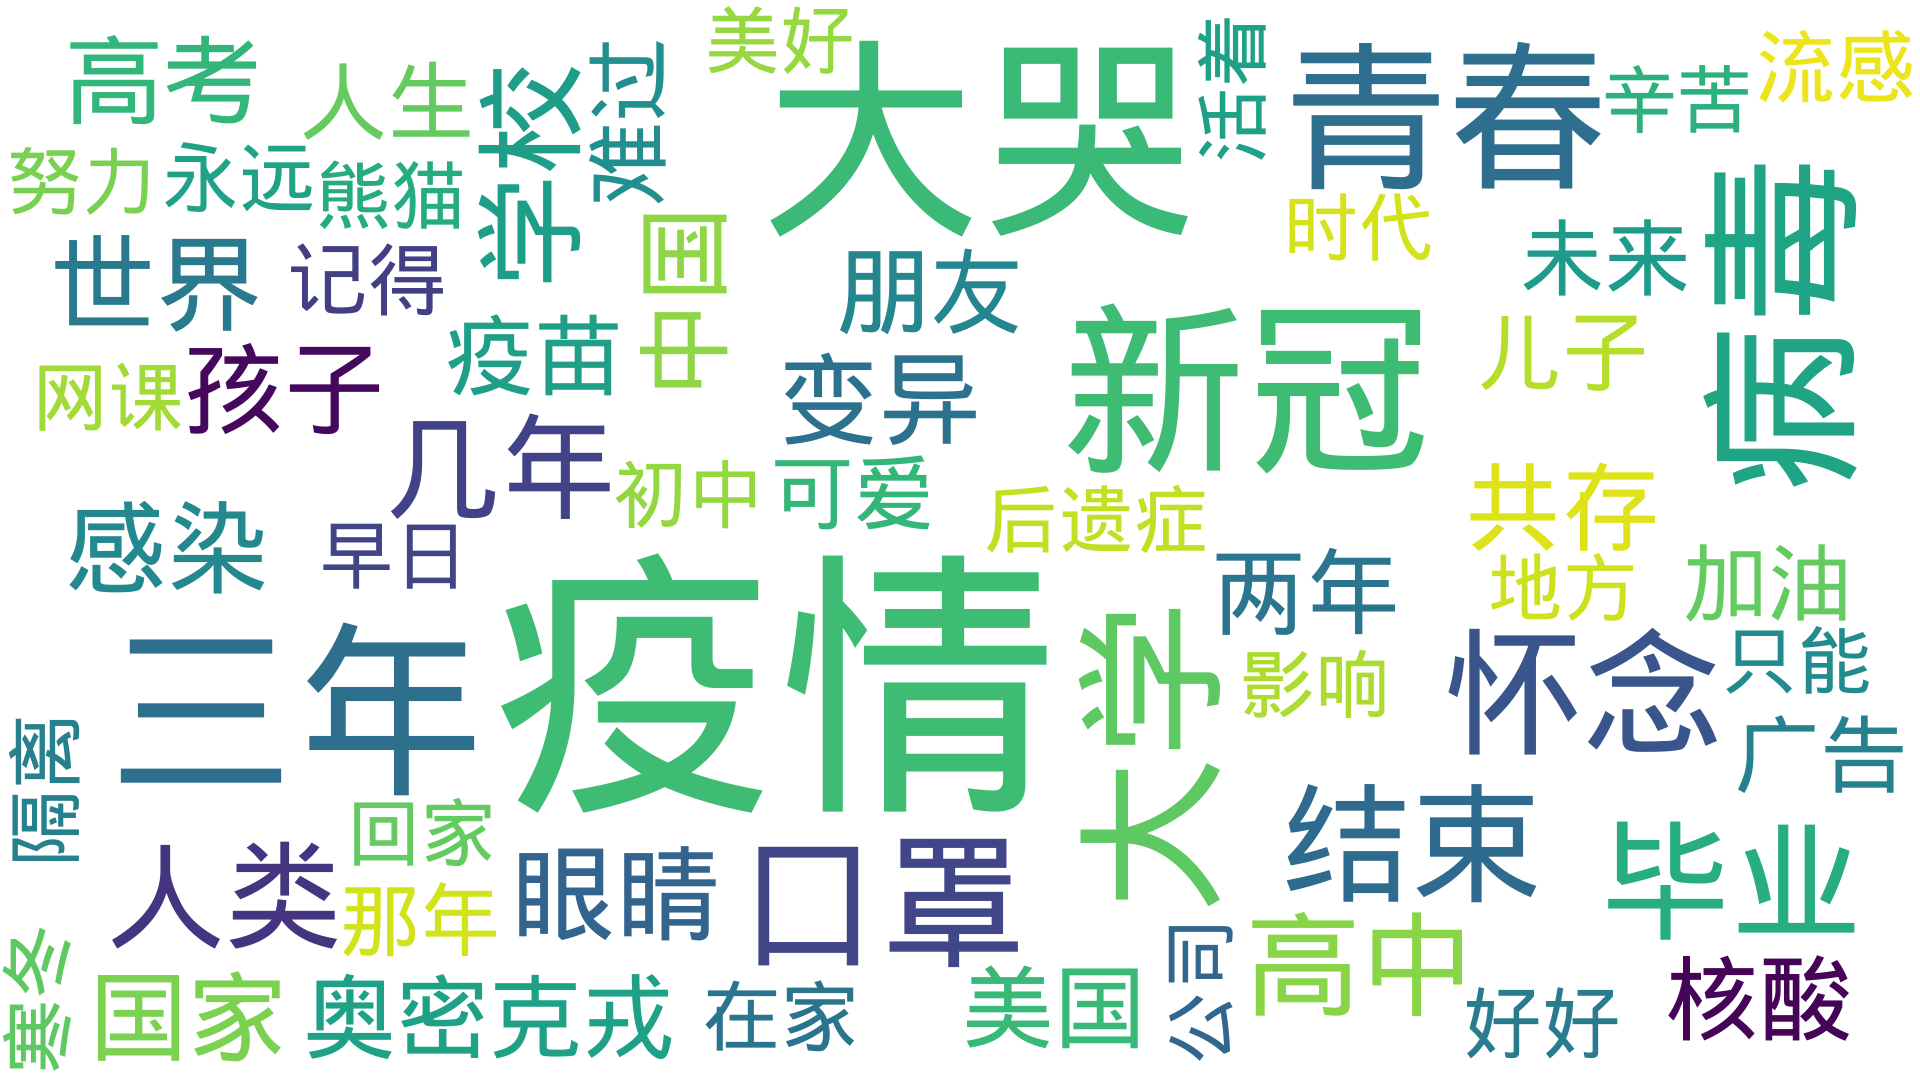 美好
高考
人生
学校
难过
大哭
活着
青春
辛苦
流感
努力
永远
熊猫
中国
时代
未来
病毒
世界
记得
疫苗
朋友
新冠
儿子
网课
孩子
几年
变异
初中
可爱
后遗症
共存
感染
早日
疫情
大学
两年
地方
加油
三年
影响
怀念
只能
隔离
回家
人类
那年
眼睛
口罩
结束
广告
毕业
寒冬
国家
奥密克戎
在家
美国
公司
高中
好好
核酸